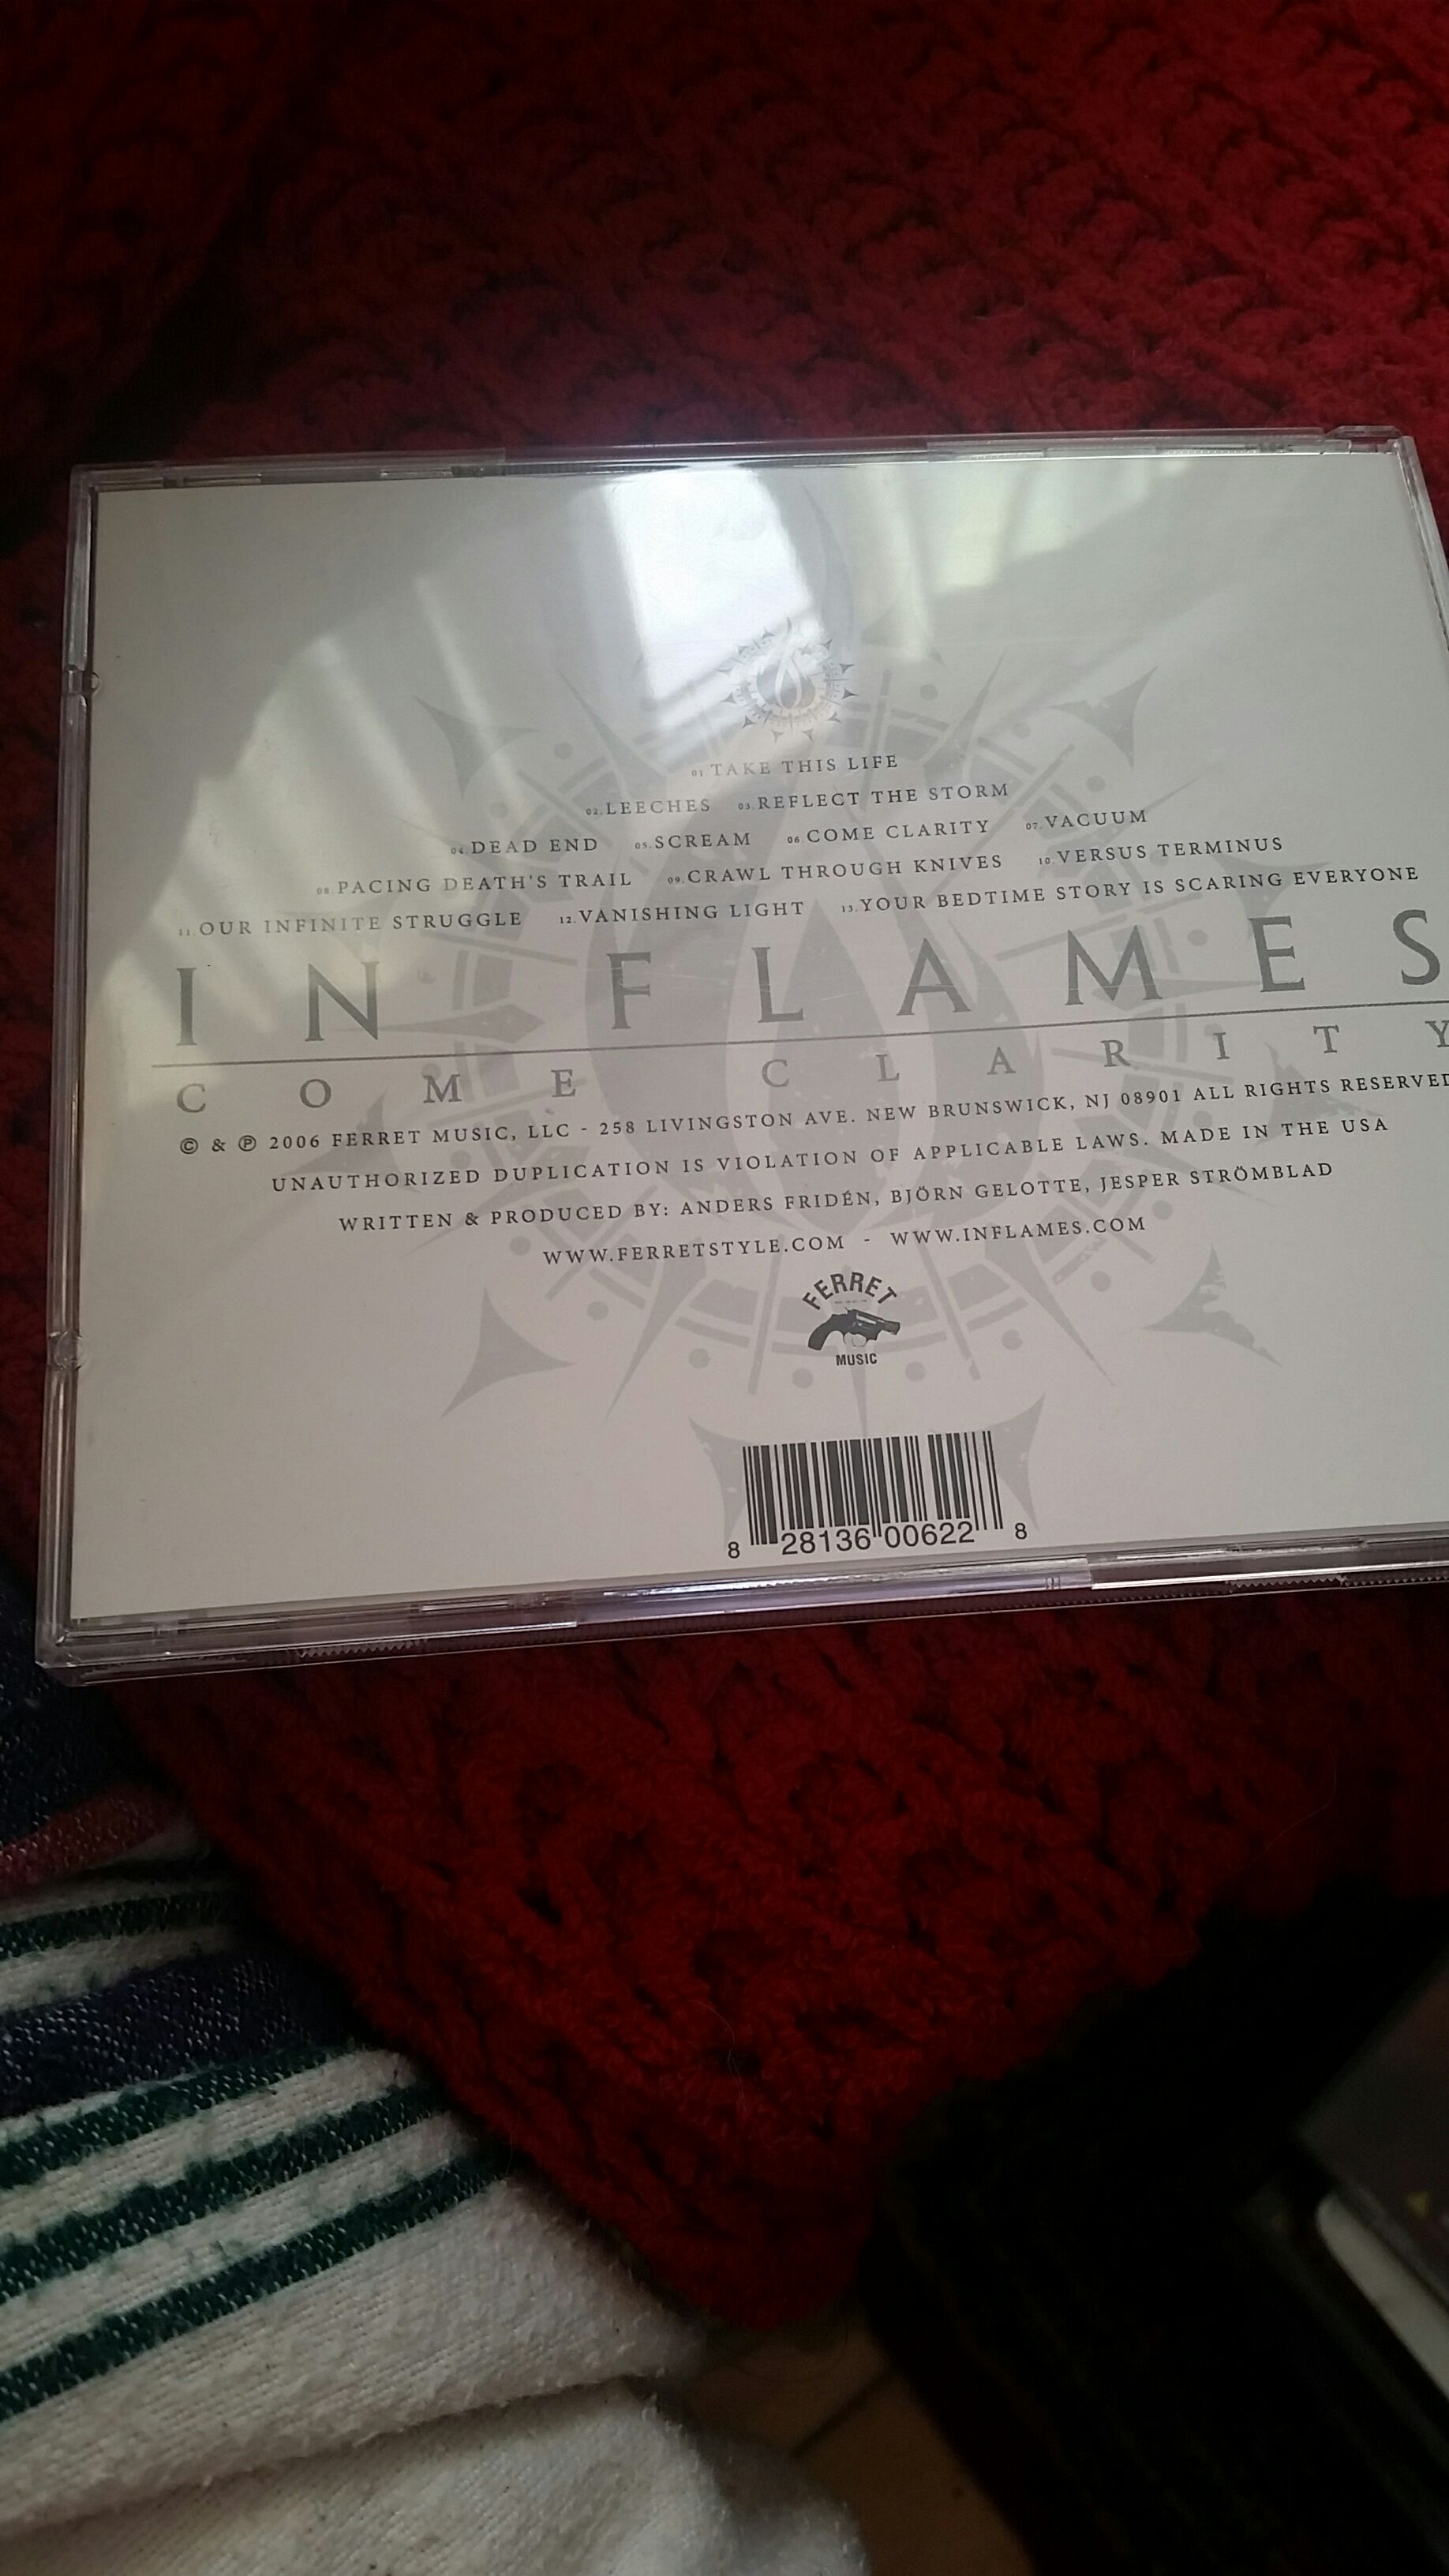 01.TAKE THIS LIFE
02.LEECHES 03.REFLECT THE STORM
04.DEAD END 05.SCREAM 06.COME CLARITY 07.VACUUM
08.PACING DEATH'S TRAIL 09.CRAWL THROUGH KNIVES 10.VERSUS TERMINUS
11.OUR INFINITE STRUGGLE 12.VANISHING LIGHT 13.YOUR BEDTIME STORY IS SCARING EVERYONE
IN FLAMES
COME CLARITY
© & ℗ 2006 FERRET MUSIC, LLC - 258 LIVINGSTON AVE. NEW BRUNSWICK, NJ 08901 ALL RIGHTS RESERVED
UNAUTHORIZED DUPLICATION IS VIOLATION OF APPLICABLE LAWS. MADE IN THE USA
WRITTEN & PRODUCED BY: ANDERS FRIDÉN, BJÖRN GELOTTE, JESPER STRÖMBLAD
WWW.FERRETSTYLE.COM - WWW.INFLAMES.COM
FERRET
MUSIC
8 28136 00622 8